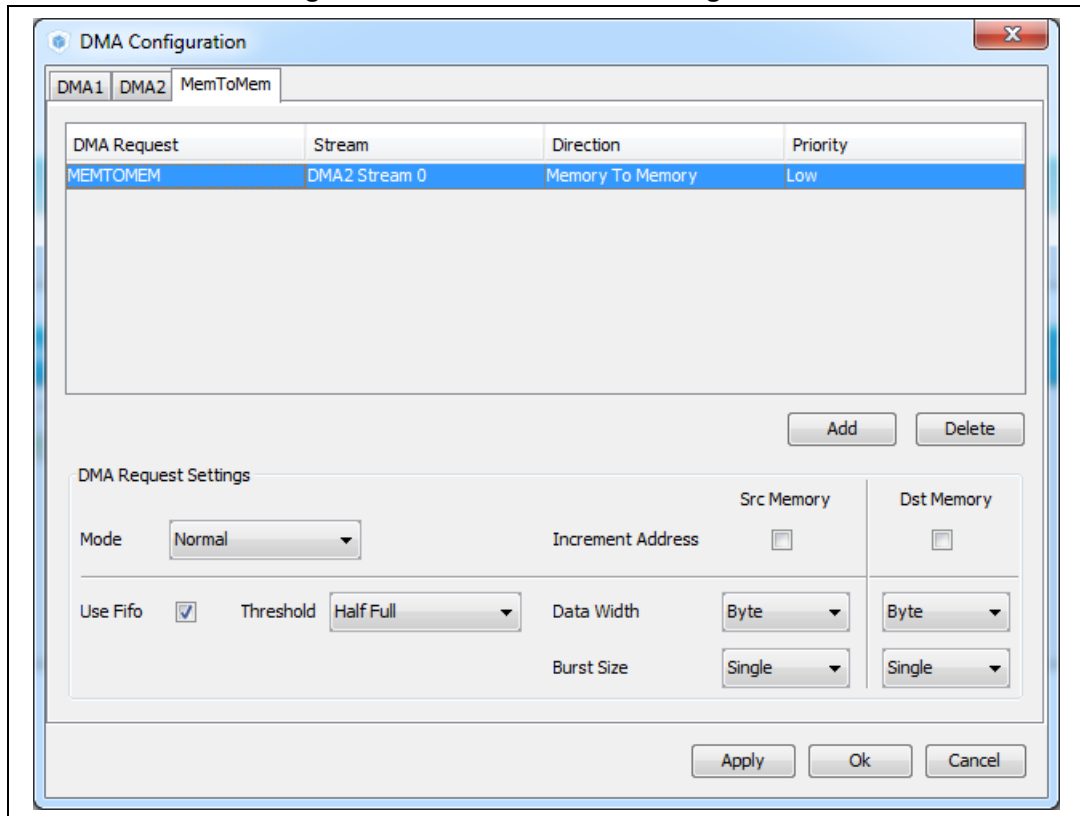 DMA Configuration
DMA1 DMA2 MemToMem
DMA Request Stream Direction Priority
MEMTOMEM DMA2 Stream 0 Memory To Memory Low
Add Delete
DMA Request Settings
Src Memory Dst Memory
Mode Normal Increment Address
Use Fifo Threshold Half Full Data Width Byte Byte
Burst Size Single Single
Apply Ok Cancel